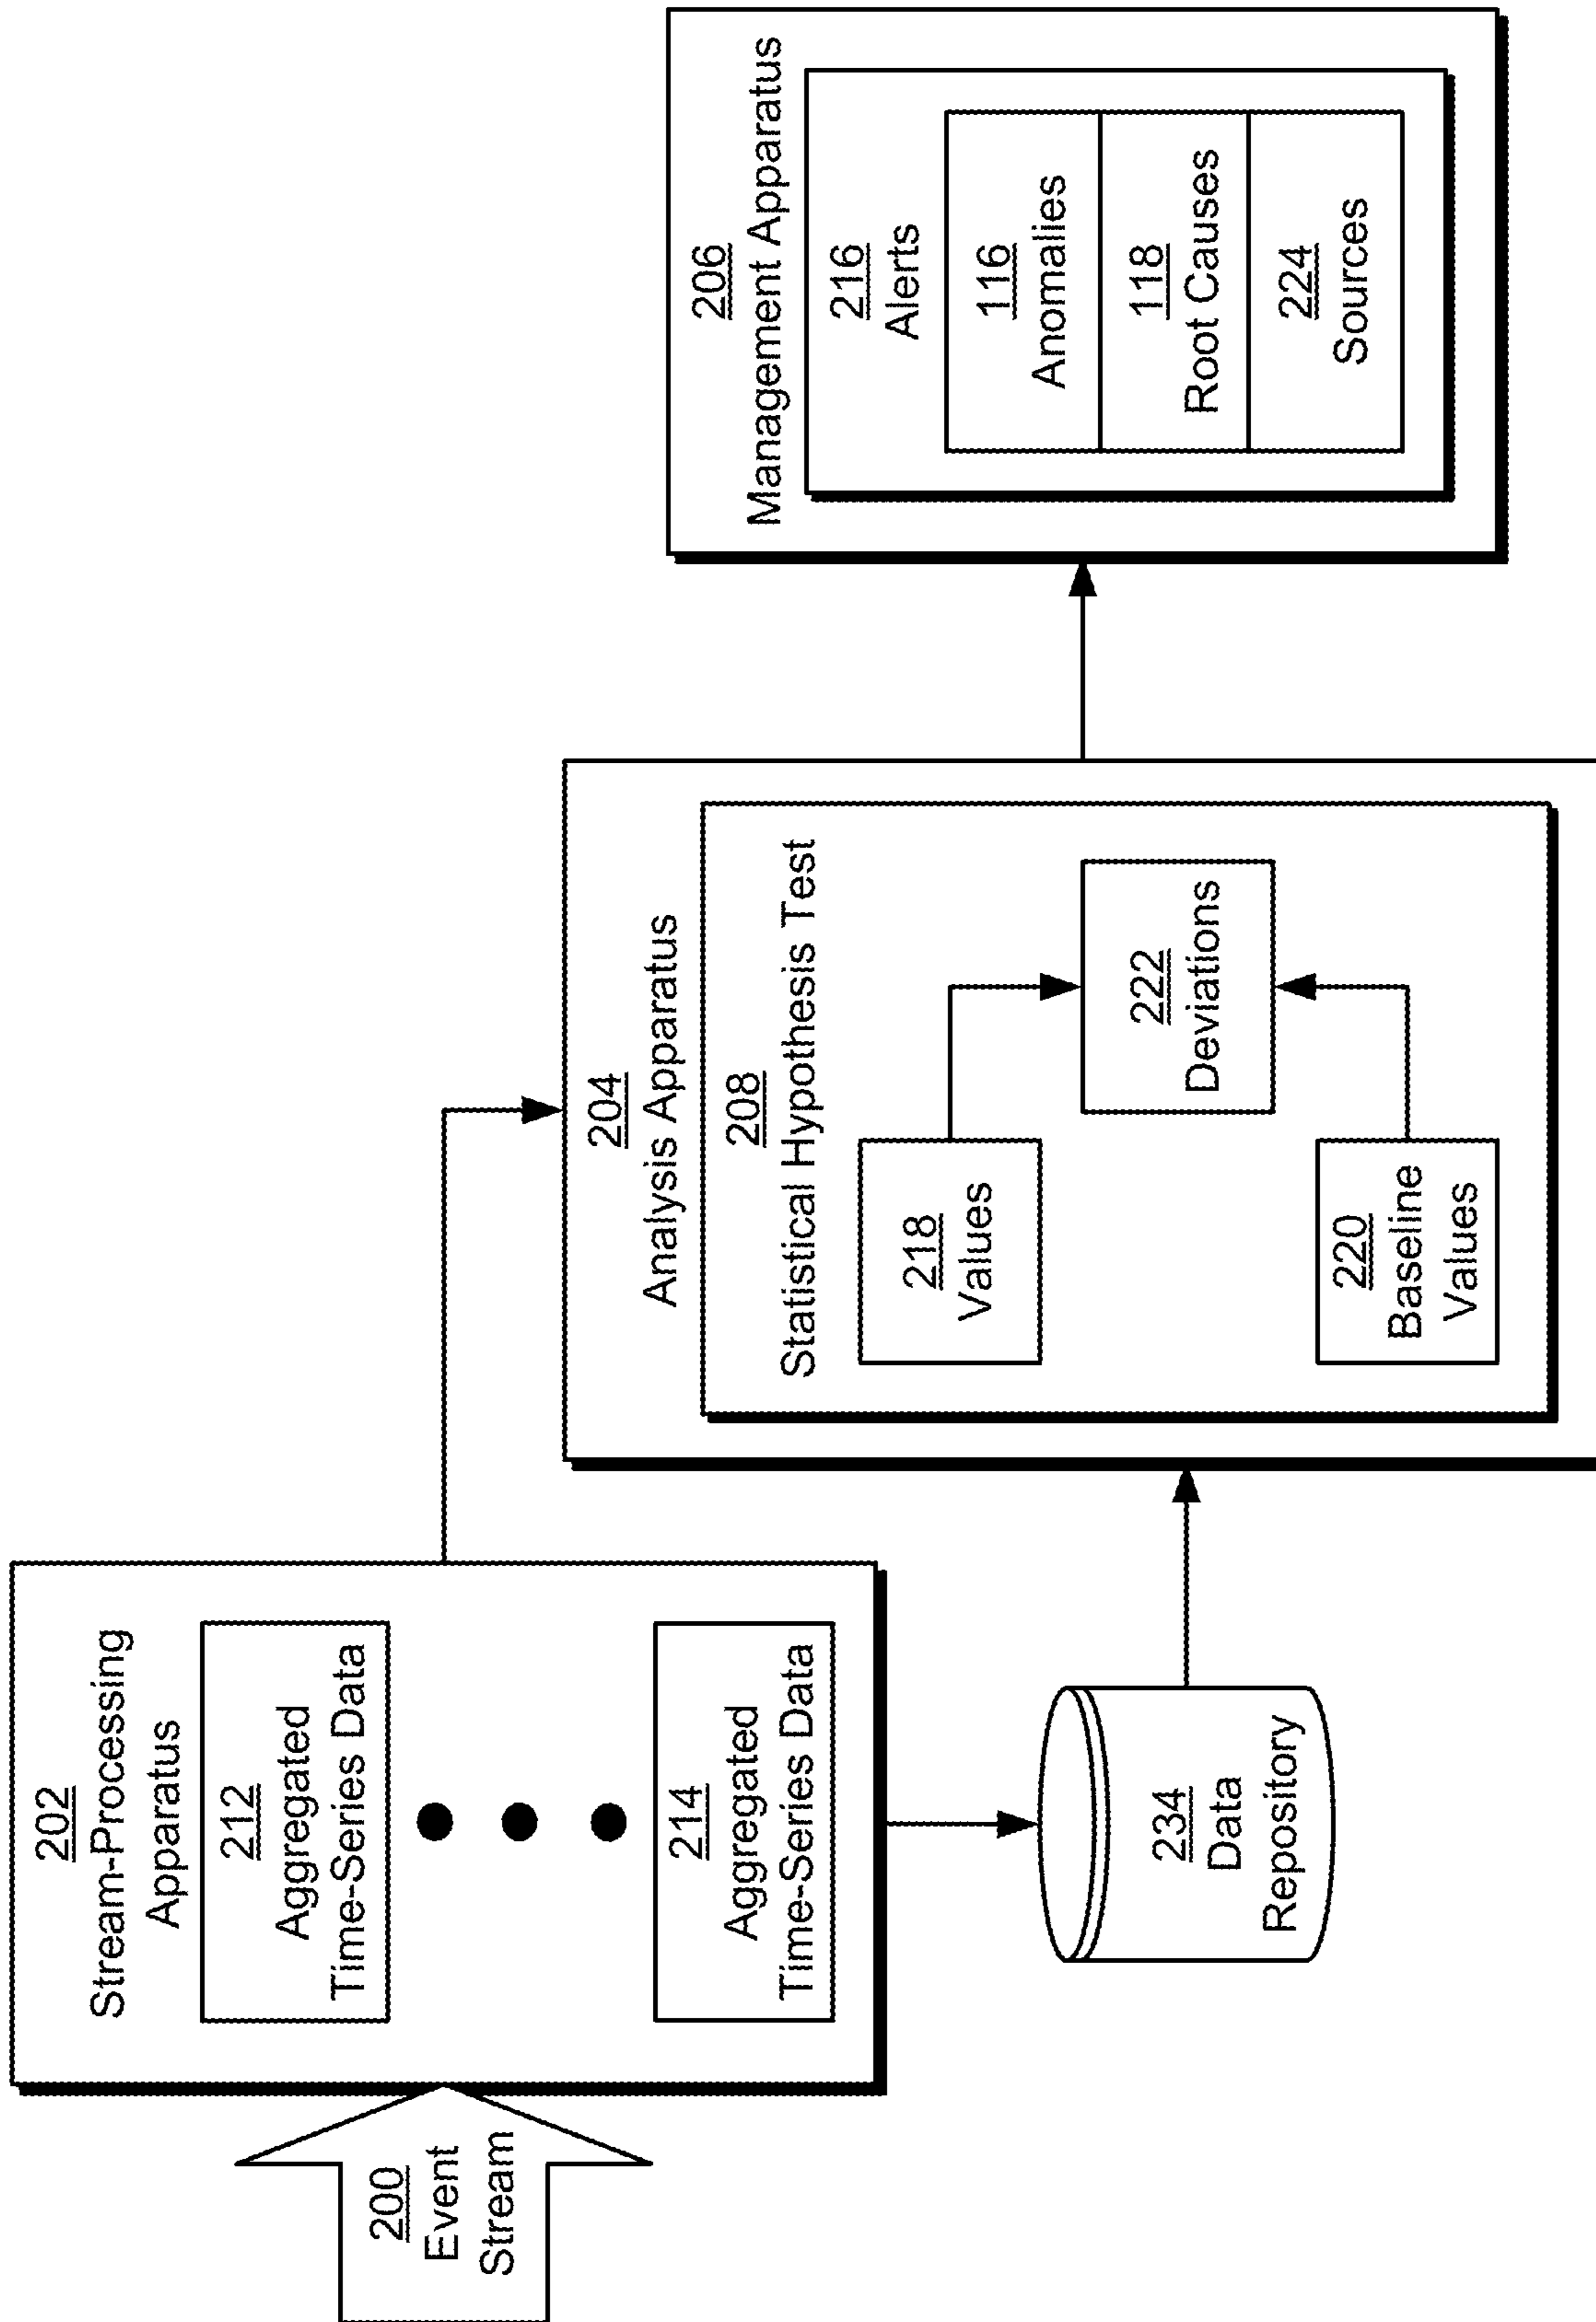 200
Event
Stream
202
Stream-Processing
Apparatus
212
Aggregated
Time-Series Data
214
Aggregated
Time-Series Data
234
Data
Repository
204
Analysis Apparatus
208
Statistical Hypothesis Test
218
Values
220
Baseline
Values
222
Deviations
206
Management Apparatus
216
Alerts
116
Anomalies
118
Root Causes
224
Sources